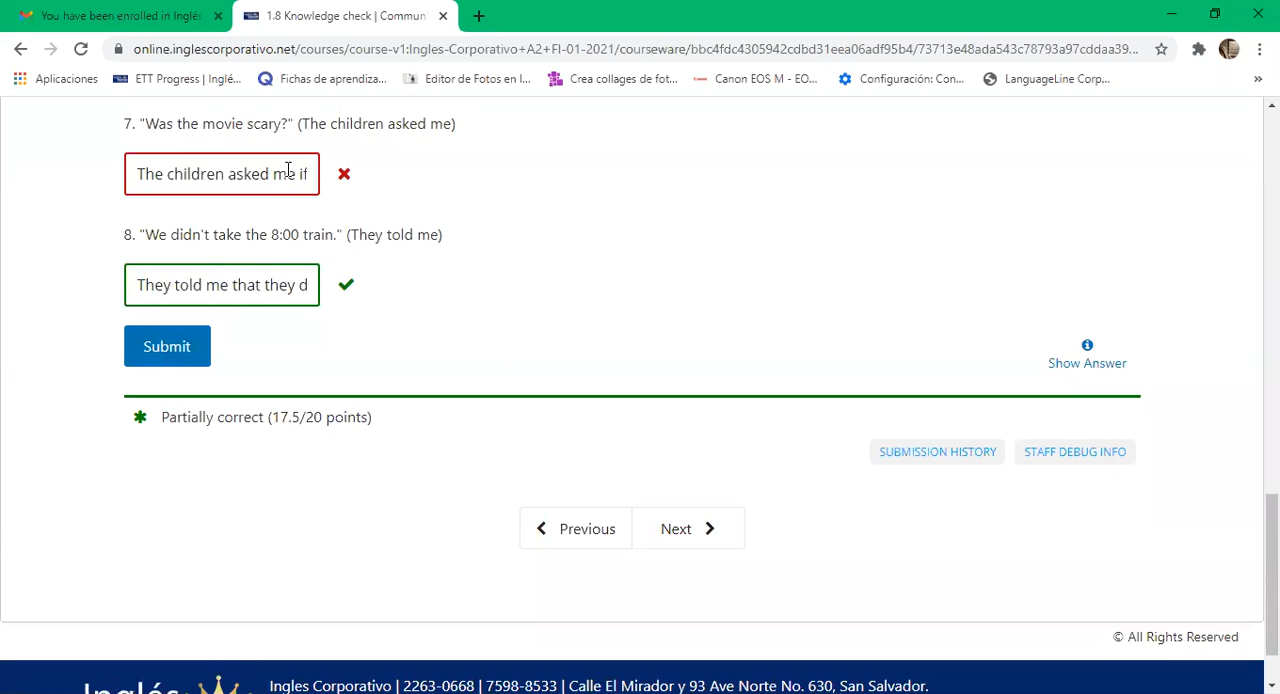 You have been enrolled in Inglés
1.8 Knowledge check | Commun
online.inglescorporativo.net/courses/course-v1:Ingles-Corporativo+A2+FI-01-2021/courseware/bbc4fdc4305942cdbd31eea06adf95b4/73713e48ada543c78793a97cddaa39...
Aplicaciones ETT Progress | Inglé... Fichas de aprendiza... Editor de Fotos en l... Crea collages de fot... Canon EOS M - EO... Configuración: Con... LanguageLine Corp... »
7. "Was the movie scary?" (The children asked me)
The children asked me if
8. "We didn't take the 8:00 train." (They told me)
They told me that they d
Submit
Show Answer
Partially correct (17.5/20 points)
SUBMISSION HISTORY STAFF DEBUG INFO
Previous Next
© All Rights Reserved
Inglés
Ingles Corporativo | 2263-0668 | 7598-8533 | Calle El Mirador y 93 Ave Norte No. 630, San Salvador.